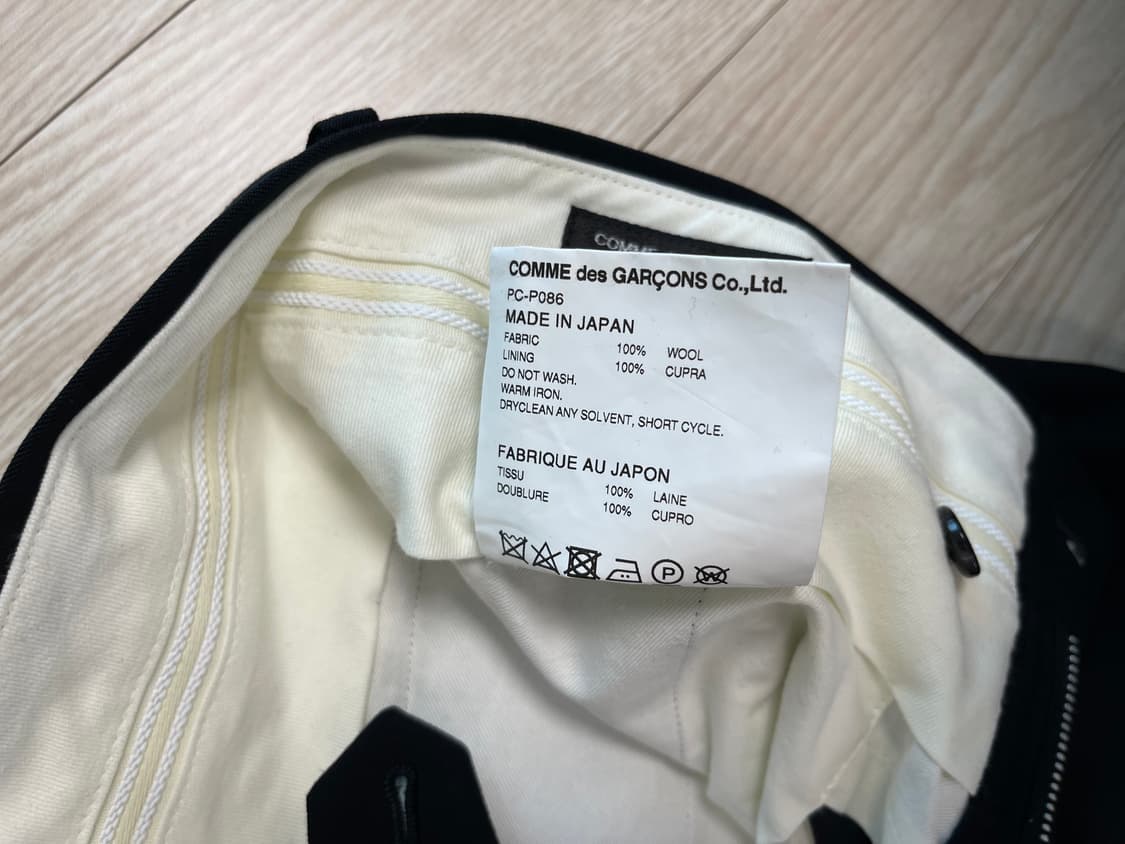 COMME des GARÇONS Co.,Ltd.
PC-P086
MADE IN JAPAN
FABRIC 100% WOOL
LINING 100% CUPRA
DO NOT WASH.
WARM IRON.
DRYCLEAN ANY SOLVENT, SHORT CYCLE.
FABRIQUE AU JAPON
TISSU 100% LAINE
DOUBLURE 100% CUPRO
P
W